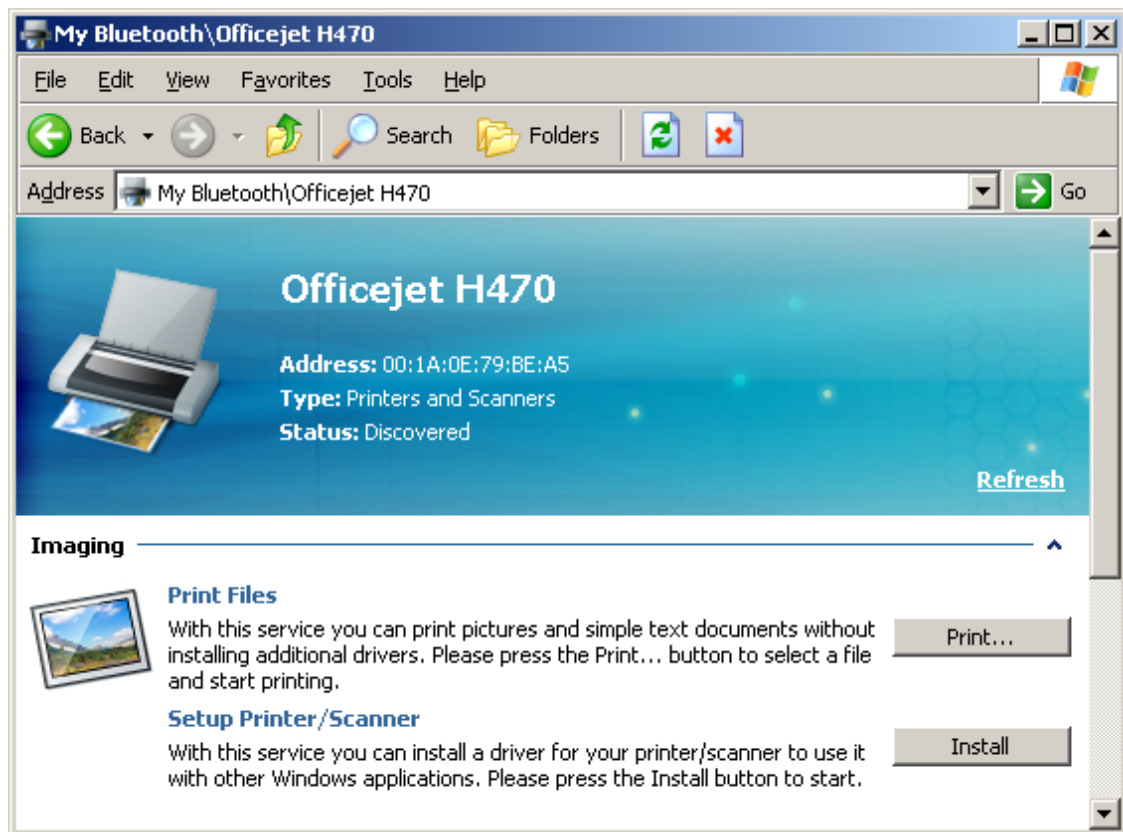 My Bluetooth\Officejet H470
File Edit View Favorites Tools Help
Back Search Folders
Address My Bluetooth\Officejet H470 Go
Officejet H470
Address: 00:1A:0E:79:BE:A5
Type: Printers and Scanners
Status: Discovered
Refresh
Imaging
Print Files
With this service you can print pictures and simple text documents without
installing additional drivers. Please press the Print... button to select a file
and start printing.
Print...
Setup Printer/Scanner
With this service you can install a driver for your printer/scanner to use it
with other Windows applications. Please press the Install button to start.
Install